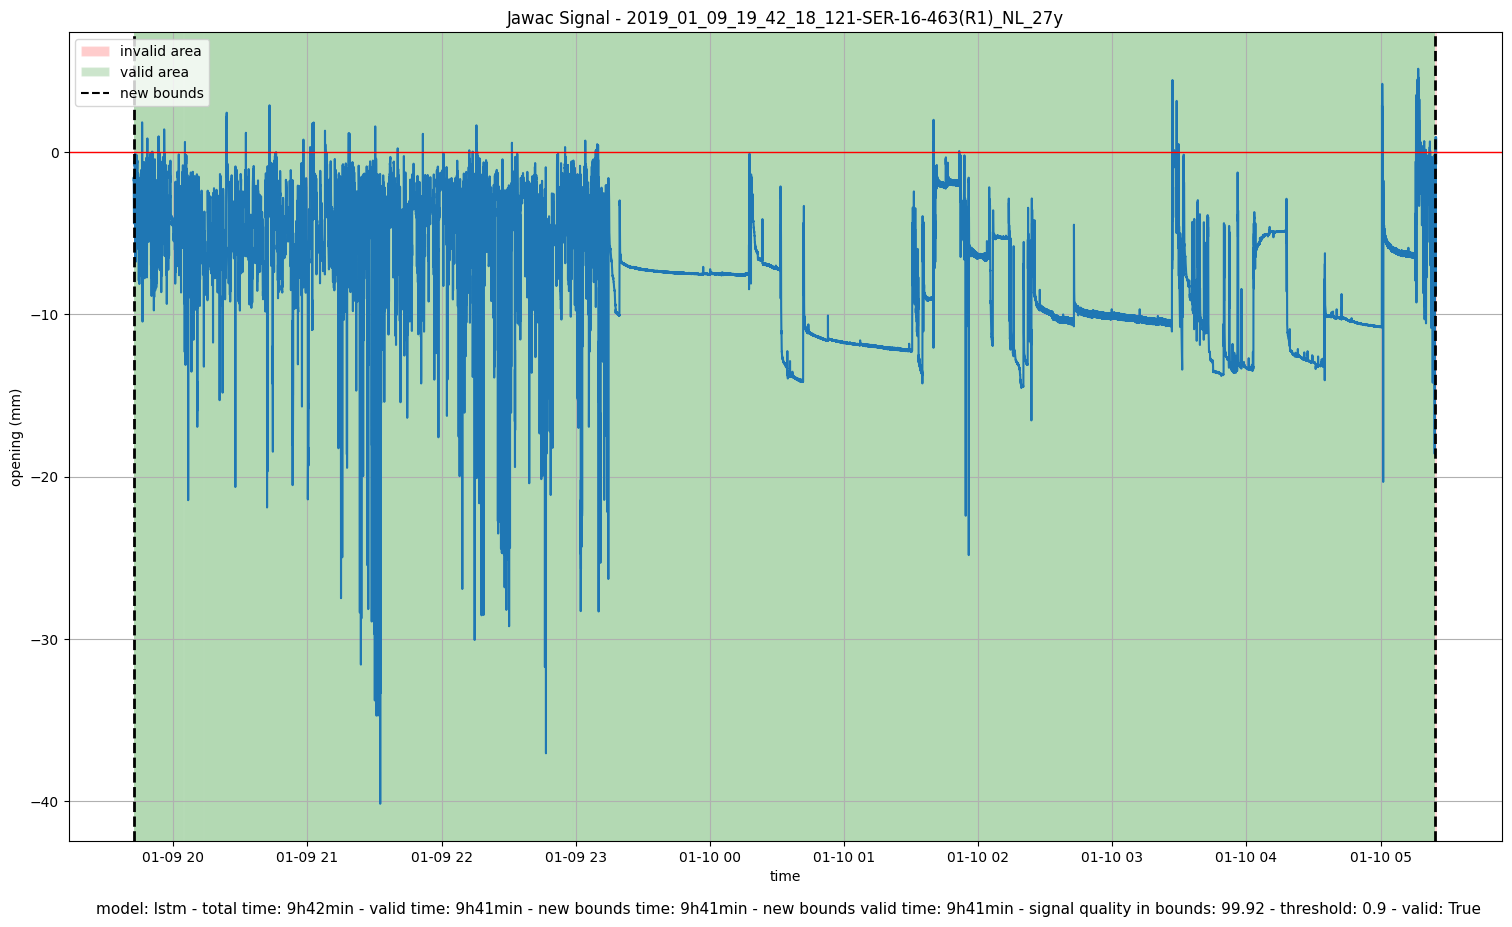 Jawac Signal - 2019_01_09_19_42_18_121-SER-16-463(R1)_NL_27y
invalid area
valid area
new bounds
opening (mm)
0
−10
−20
−30
−40
01-09 20
01-09 21
01-09 22
01-09 23
01-10 00
01-10 01
01-10 02
01-10 03
01-10 04
01-10 05
time
model: lstm - total time: 9h42min - valid time: 9h41min - new bounds time: 9h41min - new bounds valid time: 9h41min - signal quality in bounds: 99.92 - threshold: 0.9 - valid: True